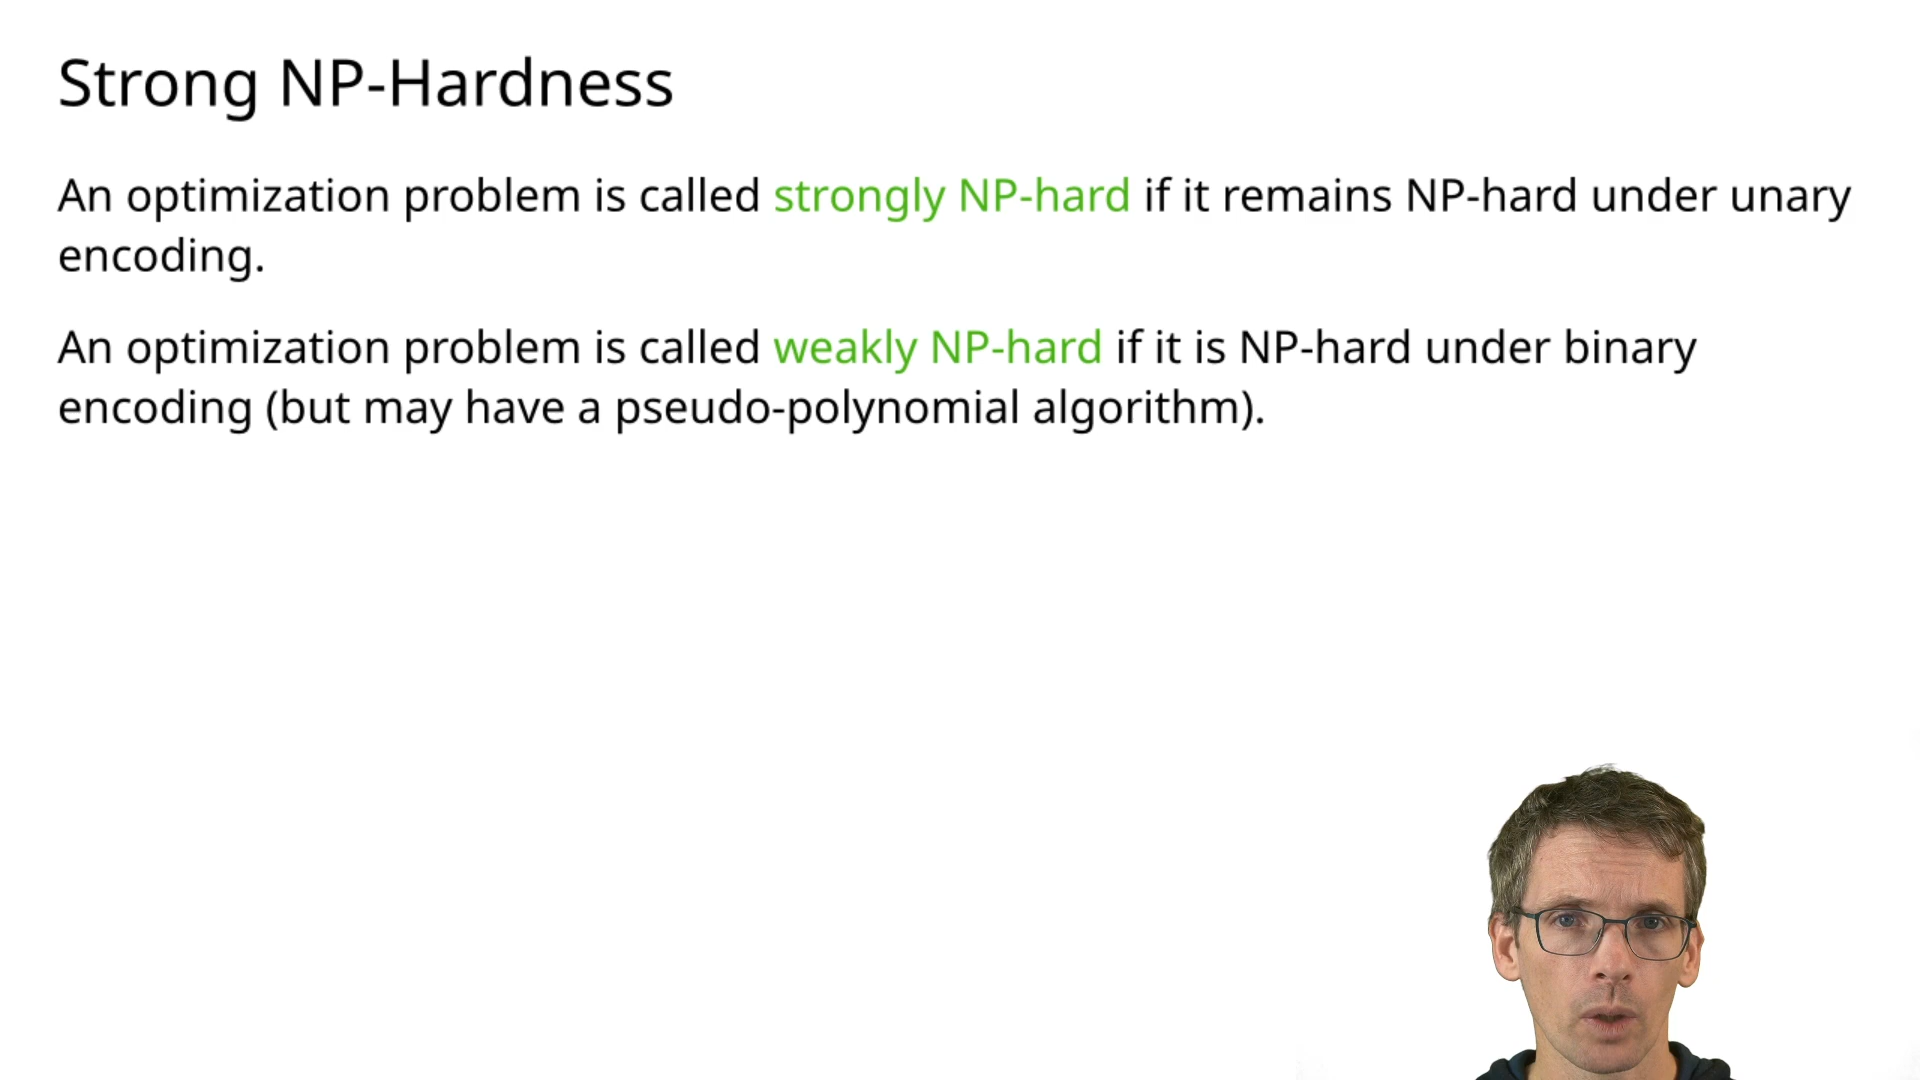 Strong NP-Hardness
An optimization problem is called strongly NP-hard if it remains NP-hard under unary
encoding.
An optimization problem is called weakly NP-hard if it is NP-hard under binary
encoding (but may have a pseudo-polynomial algorithm).